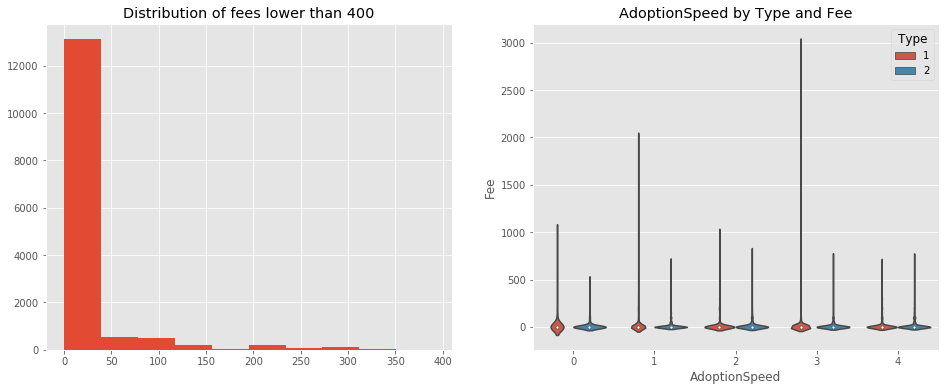 Distribution of fees lower than 400
12000
10000
8000
6000
4000
2000
0
0 50 100 150 200 250 300 350 400
AdoptionSpeed by Type and Fee
Type
1
2
Fee
3000
2500
2000
1500
1000
500
0
0 1 2 3 4
AdoptionSpeed